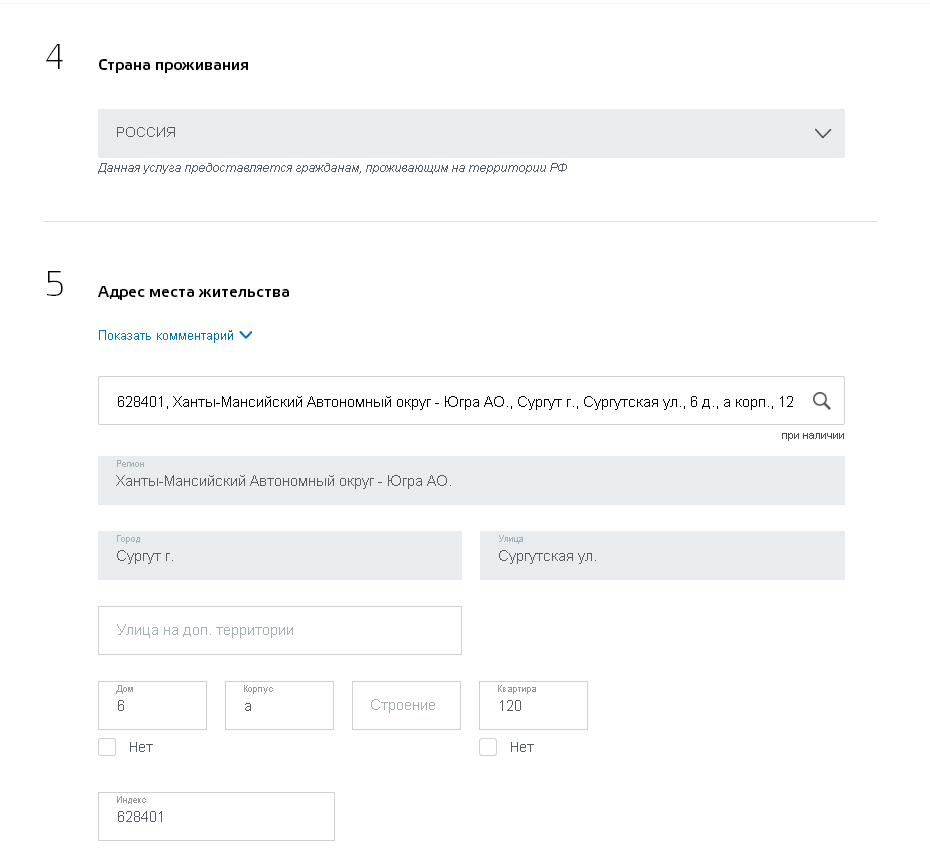 4
Страна проживания
РОССИЯ
Данная услуга предоставляется гражданам, проживающим на территории РФ
5
Адрес места жительства
Показать комментарий
628401, Ханты-Мансийский Автономный округ - Югра АО., Сургут г., Сургутская ул., 6 д., а корп., 12
при наличии
Регион
Ханты-Мансийский Автономный округ - Югра АО.
Город
Сургут г.
Улица
Сургутская ул.
Улица на доп. территории
Дом
6
Корпус
а
Строение
Квартира
120
Нет
Нет
Индекс
628401